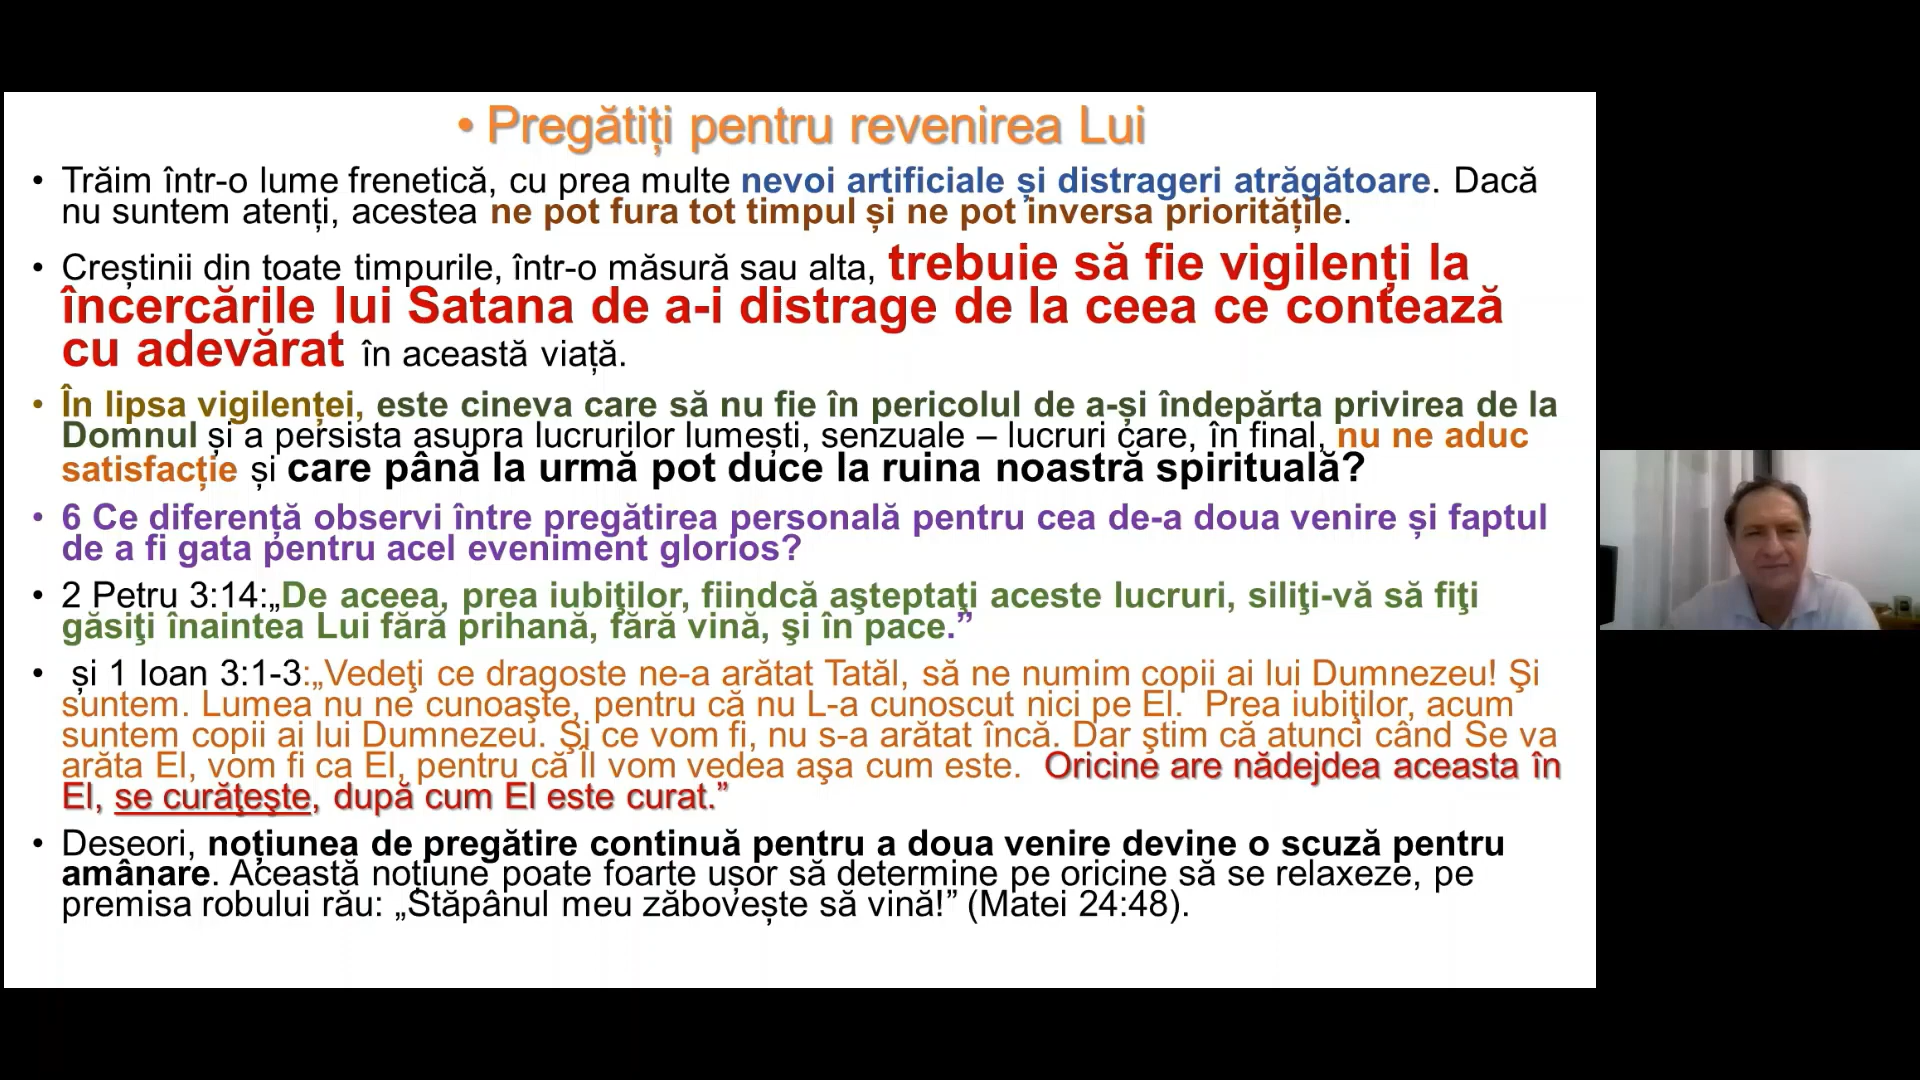 • Pregătiți pentru revenirea Lui
• Trăim într-o lume frenetică, cu prea multe nevoi artificiale și distrageri atrăgătoare. Dacă
nu suntem atenți, acestea ne pot fura tot timpul și ne pot inversa prioritățile.
• Creștinii din toate timpurile, într-o măsură sau alta, trebuie să fie vigilenți la
încercările lui Satana de a-i distrage de la ceea ce contează
cu adevărat în această viață.
• În lipsa vigilenței, este cineva care să nu fie în pericolul de a-și îndepărta privirea de la
Domnul și a persista asupra lucrurilor lumești, senzuale – lucruri care, în final, nu ne aduc
satisfacție și care până la urmă pot duce la ruina noastră spirituală?
• 6 Ce diferență observi între pregătirea personală pentru cea de-a doua venire și faptul
de a fi gata pentru acel eveniment glorios?
• 2 Petru 3:14:„De aceea, prea iubiţilor, fiindcă aşteptaţi aceste lucruri, siliţi-vă să fiţi
găsiţi înaintea Lui fără prihană, fără vină, şi în pace.”
• și 1 Ioan 3:1-3:„Vedeţi ce dragoste ne-a arătat Tatăl, să ne numim copii ai lui Dumnezeu! Şi
suntem. Lumea nu ne cunoaşte, pentru că nu L-a cunoscut nici pe El. Prea iubiţilor, acum
suntem copii ai lui Dumnezeu. Şi ce vom fi, nu s-a arătat încă. Dar ştim că atunci când Se va
arăta El, vom fi ca El, pentru că Îl vom vedea aşa cum este. Oricine are nădejdea aceasta în
El, se curăţeşte, după cum El este curat.”
• Deseori, noțiunea de pregătire continuă pentru a doua venire devine o scuză pentru
amânare. Această noțiune poate foarte ușor să determine pe oricine să se relaxeze, pe
premisa robului rău: „Stăpânul meu zăbovește să vină!” (Matei 24:48).